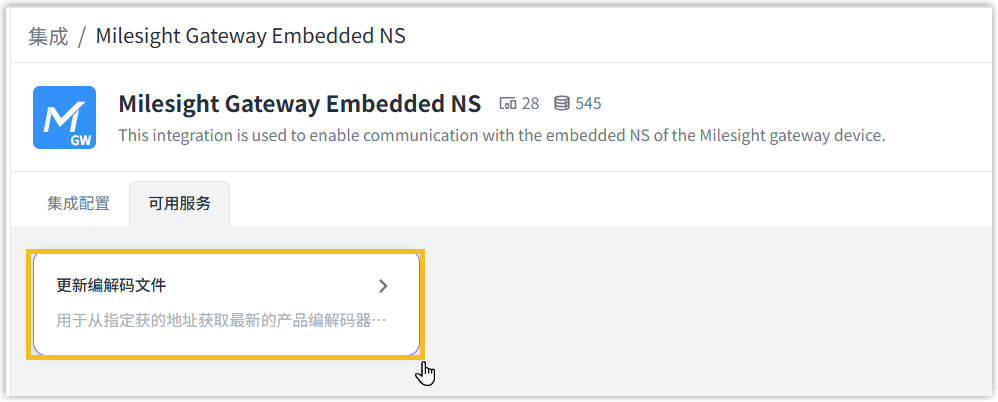 集成 / Milesight Gateway Embedded NS
M GW
Milesight Gateway Embedded NS 28 545
This integration is used to enable communication with the embedded NS of the Milesight gateway device.
集成配置 可用服务
更新编解码文件
用于从指定获的地址获取最新的产品编解码器…